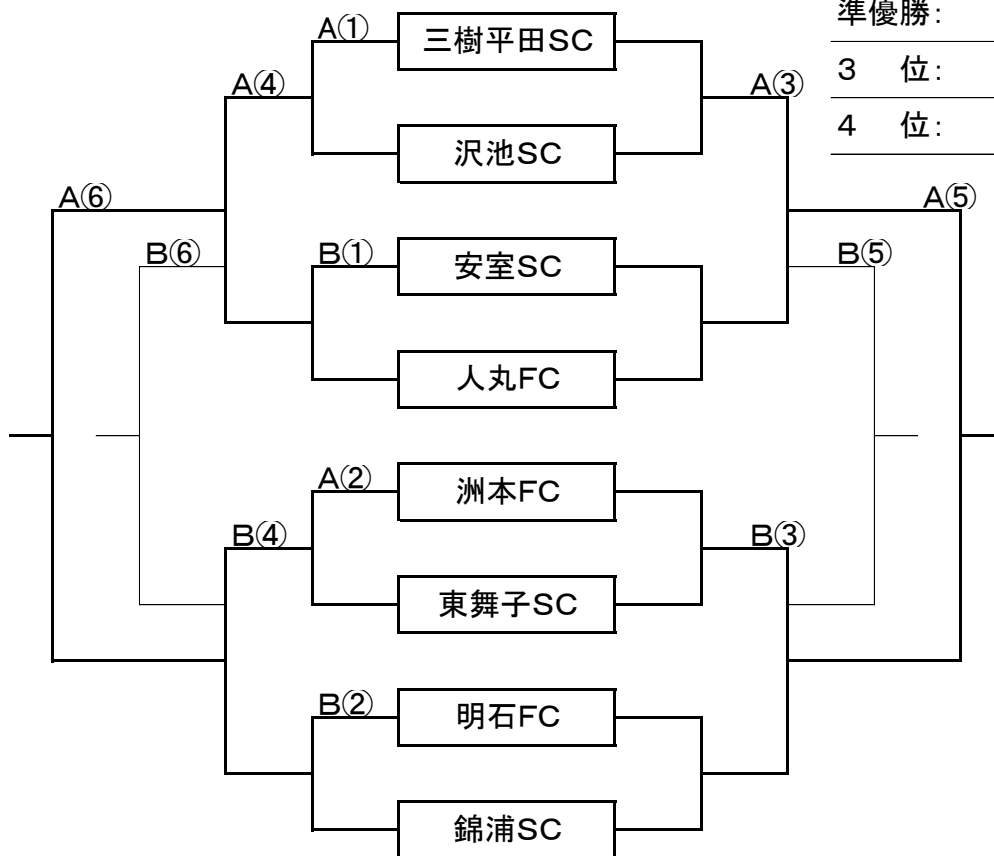 準優勝:
A① 三樹平田SC
３　位:
A④ A③
４　位:
沢池SC
A⑥ A⑤
B⑥ B① 安室SC B⑤
人丸FC
A② 洲本FC
B④ B③
東舞子SC
B② 明石FC
錦浦SC